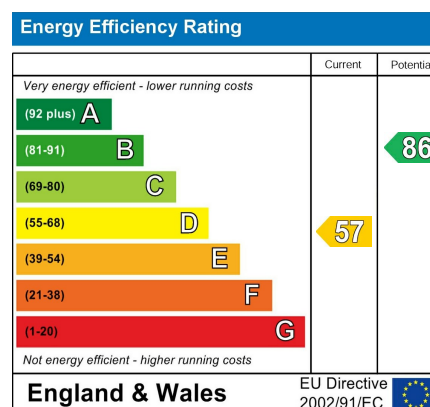 Energy Efficiency Rating
Current Potentia
Very energy efficient - lower running costs
(92 plus) A
(81-91) B
86
(69-80) C
(55-68) D
57
(39-54) E
(21-38) F
(1-20) G
Not energy efficient - higher running costs
England & Wales
EU Directive
2002/91/EC